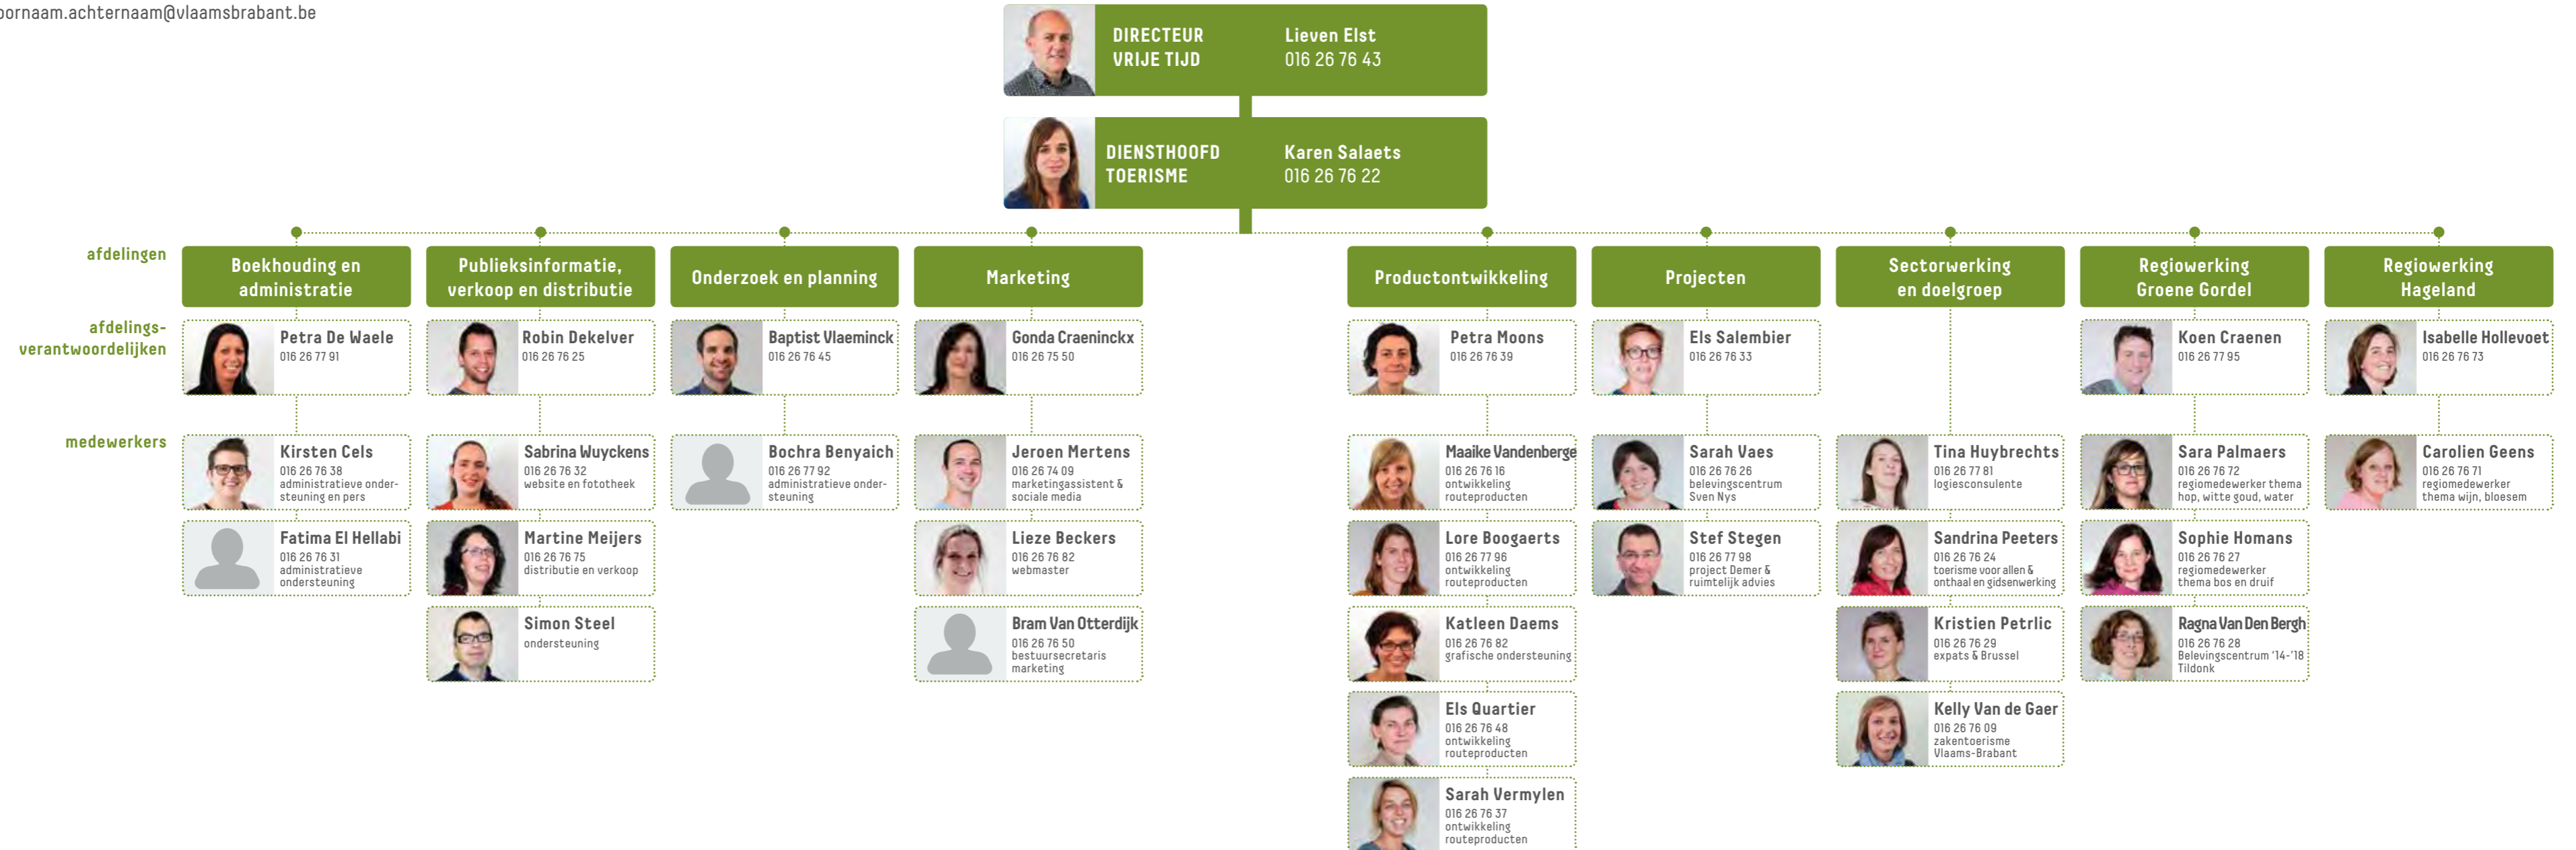 oornaam.achternaam@vlaamsbrabant.be
DIRECTEUR
VRIJE TIJD
Lieven Elst
016 26 76 43
DIENSTHOOFD
TOERISME
Karen Salaets
016 26 76 22
afdelingen
Boekhouding en
administratie
Publieksinformatie,
verkoop en distributie
Onderzoek en planning
Marketing
Productontwikkeling
Projecten
Sectorwerking
en doelgroep
Regiowerking
Groene Gordel
Regiowerking
Hageland
afdelings-
verantwoordelijken
Petra De Waele
016 26 77 91
Robin Dekelver
016 26 76 25
Baptist Vlaeminck
016 26 76 45
Gonda Craeninckx
016 26 75 50
Petra Moons
016 26 76 39
Els Salembier
016 26 76 33
Koen Craenen
016 26 77 95
Isabelle Hollevoet
016 26 76 73
medewerkers
Kirsten Cels
016 26 76 38
administratieve onder-
steuning en pers
Sabrina Wuyckens
016 26 76 32
website en fototheek
Bochra Benyaich
016 26 77 92
administratieve onder-
steuning
Jeroen Mertens
016 26 74 09
marketingassistent &
sociale media
Maaike Vandenberge
016 26 76 16
ontwikkeling
routeproducten
Sarah Vaes
016 26 76 26
belevingscentrum
Sven Nys
Tina Huybrechts
016 26 77 81
logiesconsulente
Sara Palmaers
016 26 76 72
regiomedewerker thema
hop, witte goud, water
Carolien Geens
016 26 76 71
regiomedewerker
thema wijn, bloesem
Fatima El Hellabi
016 26 76 31
administratieve
ondersteuning
Martine Meijers
016 26 76 75
distributie en verkoop
Lieze Beckers
016 26 76 82
webmaster
Lore Boogaerts
016 26 77 96
ontwikkeling
routeproducten
Stef Stegen
016 26 77 98
project Demer &
ruimtelijk advies
Sandrina Peeters
016 26 76 24
toerisme voor allen &
onthaal en gidsenwerking
Sophie Homans
016 26 76 27
regiomedewerker
thema bos en druif
Simon Steel
ondersteuning
Bram Van Otterdijk
016 26 76 50
bestuursecretaris
marketing
Katleen Daems
016 26 76 82
grafische ondersteuning
Kristien Petrlic
016 26 76 29
expats & Brussel
Ragna Van Den Bergh
016 26 76 28
Belevingscentrum ‘14-’18
Tildonk
Els Quartier
016 26 76 48
ontwikkeling
routeproducten
Kelly Van de Gaer
016 26 76 09
zakentoerisme
Vlaams-Brabant
Sarah Vermylen
016 26 76 37
ontwikkeling
routeproducten